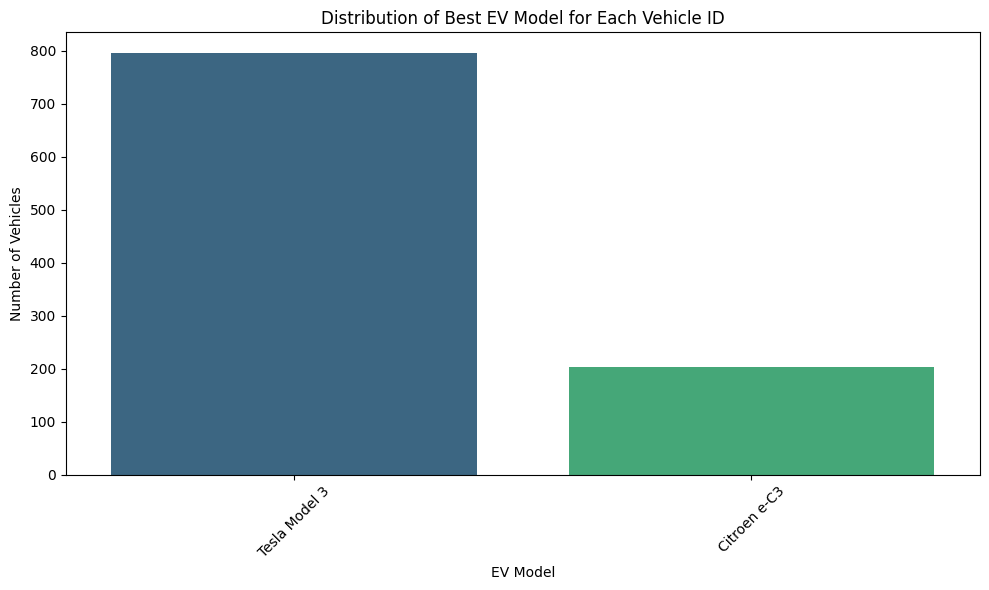 Distribution of Best EV Model for Each Vehicle ID
Number of Vehicles
800
700
600
500
400
300
200
100
0
Tesla Model 3
Citroen e-C3
EV Model